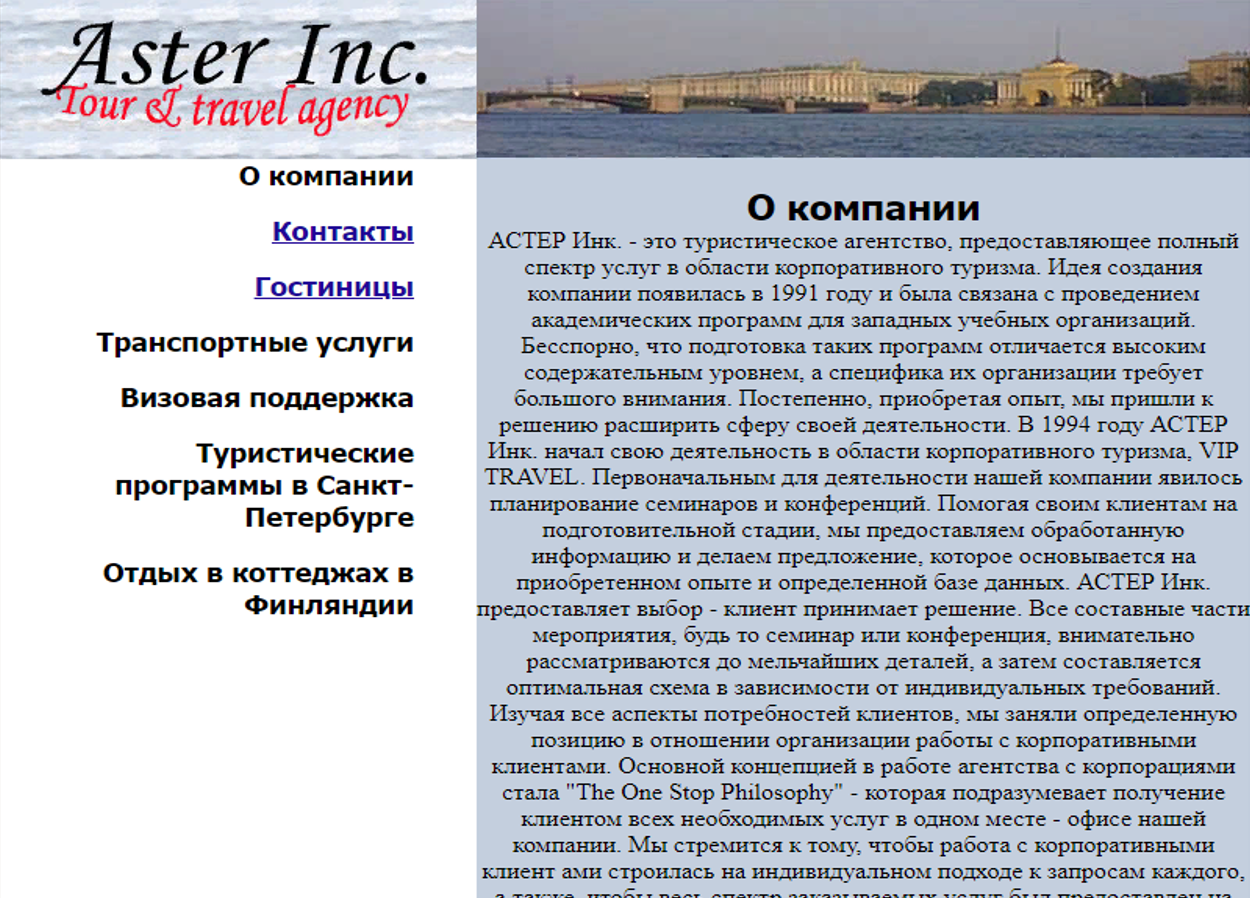 Aster Inc.
Tour & travel agency
О компании
Контакты
Гостиницы
Транспортные услуги
Визовая поддержка
Туристические
программы в Санкт-
Петербурге
Отдых в коттеджах в
Финляндии
О компании
АСТЕР Инк. - это туристическое агентство, предоставляющее полный
спектр услуг в области корпоративного туризма. Идея создания
компании появилась в 1991 году и была связана с проведением
академических программ для западных учебных организаций.
Бесспорно, что подготовка таких программ отличается высоким
содержательным уровнем, а специфика их организации требует
большого внимания. Постепенно, приобретая опыт, мы пришли к
решению расширить сферу своей деятельности. В 1994 году АСТЕР
Инк. начал свою деятельность в области корпоративного туризма, VIP
TRAVEL. Первоначальным для деятельности нашей компании явилось
планирование семинаров и конференций. Помогая своим клиентам на
подготовительной стадии, мы предоставляем обработанную
информацию и делаем предложение, которое основывается на
приобретенном опыте и определенной базе данных. АСТЕР Инк.
предоставляет выбор - клиент принимает решение. Все составные части
мероприятия, будь то семинар или конференция, внимательно
рассматриваются до мельчайших деталей, а затем составляется
оптимальная схема в зависимости от индивидуальных требований.
Изучая все аспекты потребностей клиентов, мы заняли определенную
позицию в отношении организации работы с корпоративными
клиентами. Основной концепцией в работе агентства с корпорациями
стала "The One Stop Philosophy" - которая подразумевает получение
клиентом всех необходимых услуг в одном месте - офисе нашей
компании. Мы стремится к тому, чтобы работа с корпоративными
клиент ами строилась на индивидуальном подходе к запросам каждого,
а также, чтобы весь спектр заказываемых услуг был предоставлен на